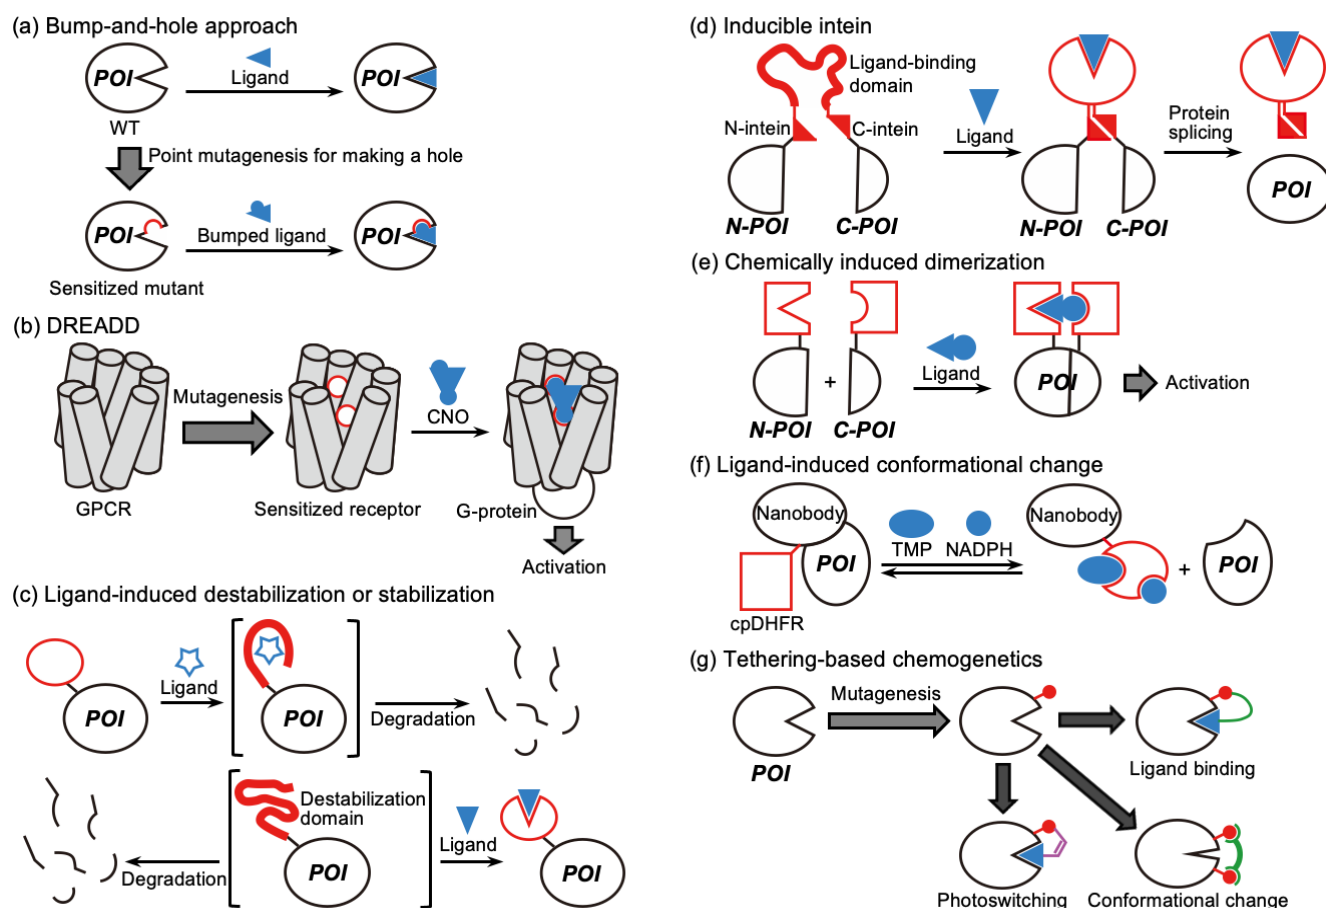 (a) Bump-and-hole approach
POI
Ligand
POI
WT
Point mutagenesis for making a hole
POI
Bumped ligand
POI
Sensitized mutant
(b) DREADD
Mutagenesis
CNO
GPCR
Sensitized receptor
G-protein
Activation
(c) Ligand-induced destabilization or stabilization
Ligand
POI
POI
Degradation
Destabilization
domain
Ligand
Degradation
POI
POI
(d) Inducible intein
Ligand-binding
domain
N-intein
C-intein
Ligand
Protein
splicing
POI
N-POI
C-POI
N-POI
C-POI
(e) Chemically induced dimerization
+
Ligand
POI
Activation
N-POI
C-POI
(f) Ligand-induced conformational change
Nanobody
POI
TMP
NADPH
Nanobody
+
POI
cpDHFR
(g) Tethering-based chemogenetics
Mutagenesis
POI
Ligand binding
Photoswitching
Conformational change